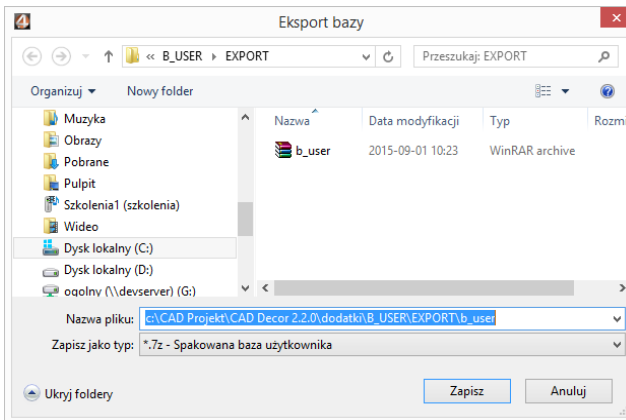 4 Eksport bazy
« B_USER EXPORT Przeszukaj: EXPORT
Organizuj Nowy folder
Nazwa Data modyfikacji Typ Rozmi
b_user 2015-09-01 10:23 WinRAR archive
Muzyka
Obrazy
Pobrane
Pulpit
Szkolenia1 (szkolenia)
Wideo
Dysk lokalny (C:)
Dysk lokalny (D:)
ogolny (\\devserver) (G:)
Nazwa pliku: c:\CAD Projekt\CAD Decor 2.2.0\dodatki\B_USER\EXPORT\b_user
Zapisz jako typ: *.7z - Spakowana baza użytkownika
Ukryj foldery Zapisz Anuluj